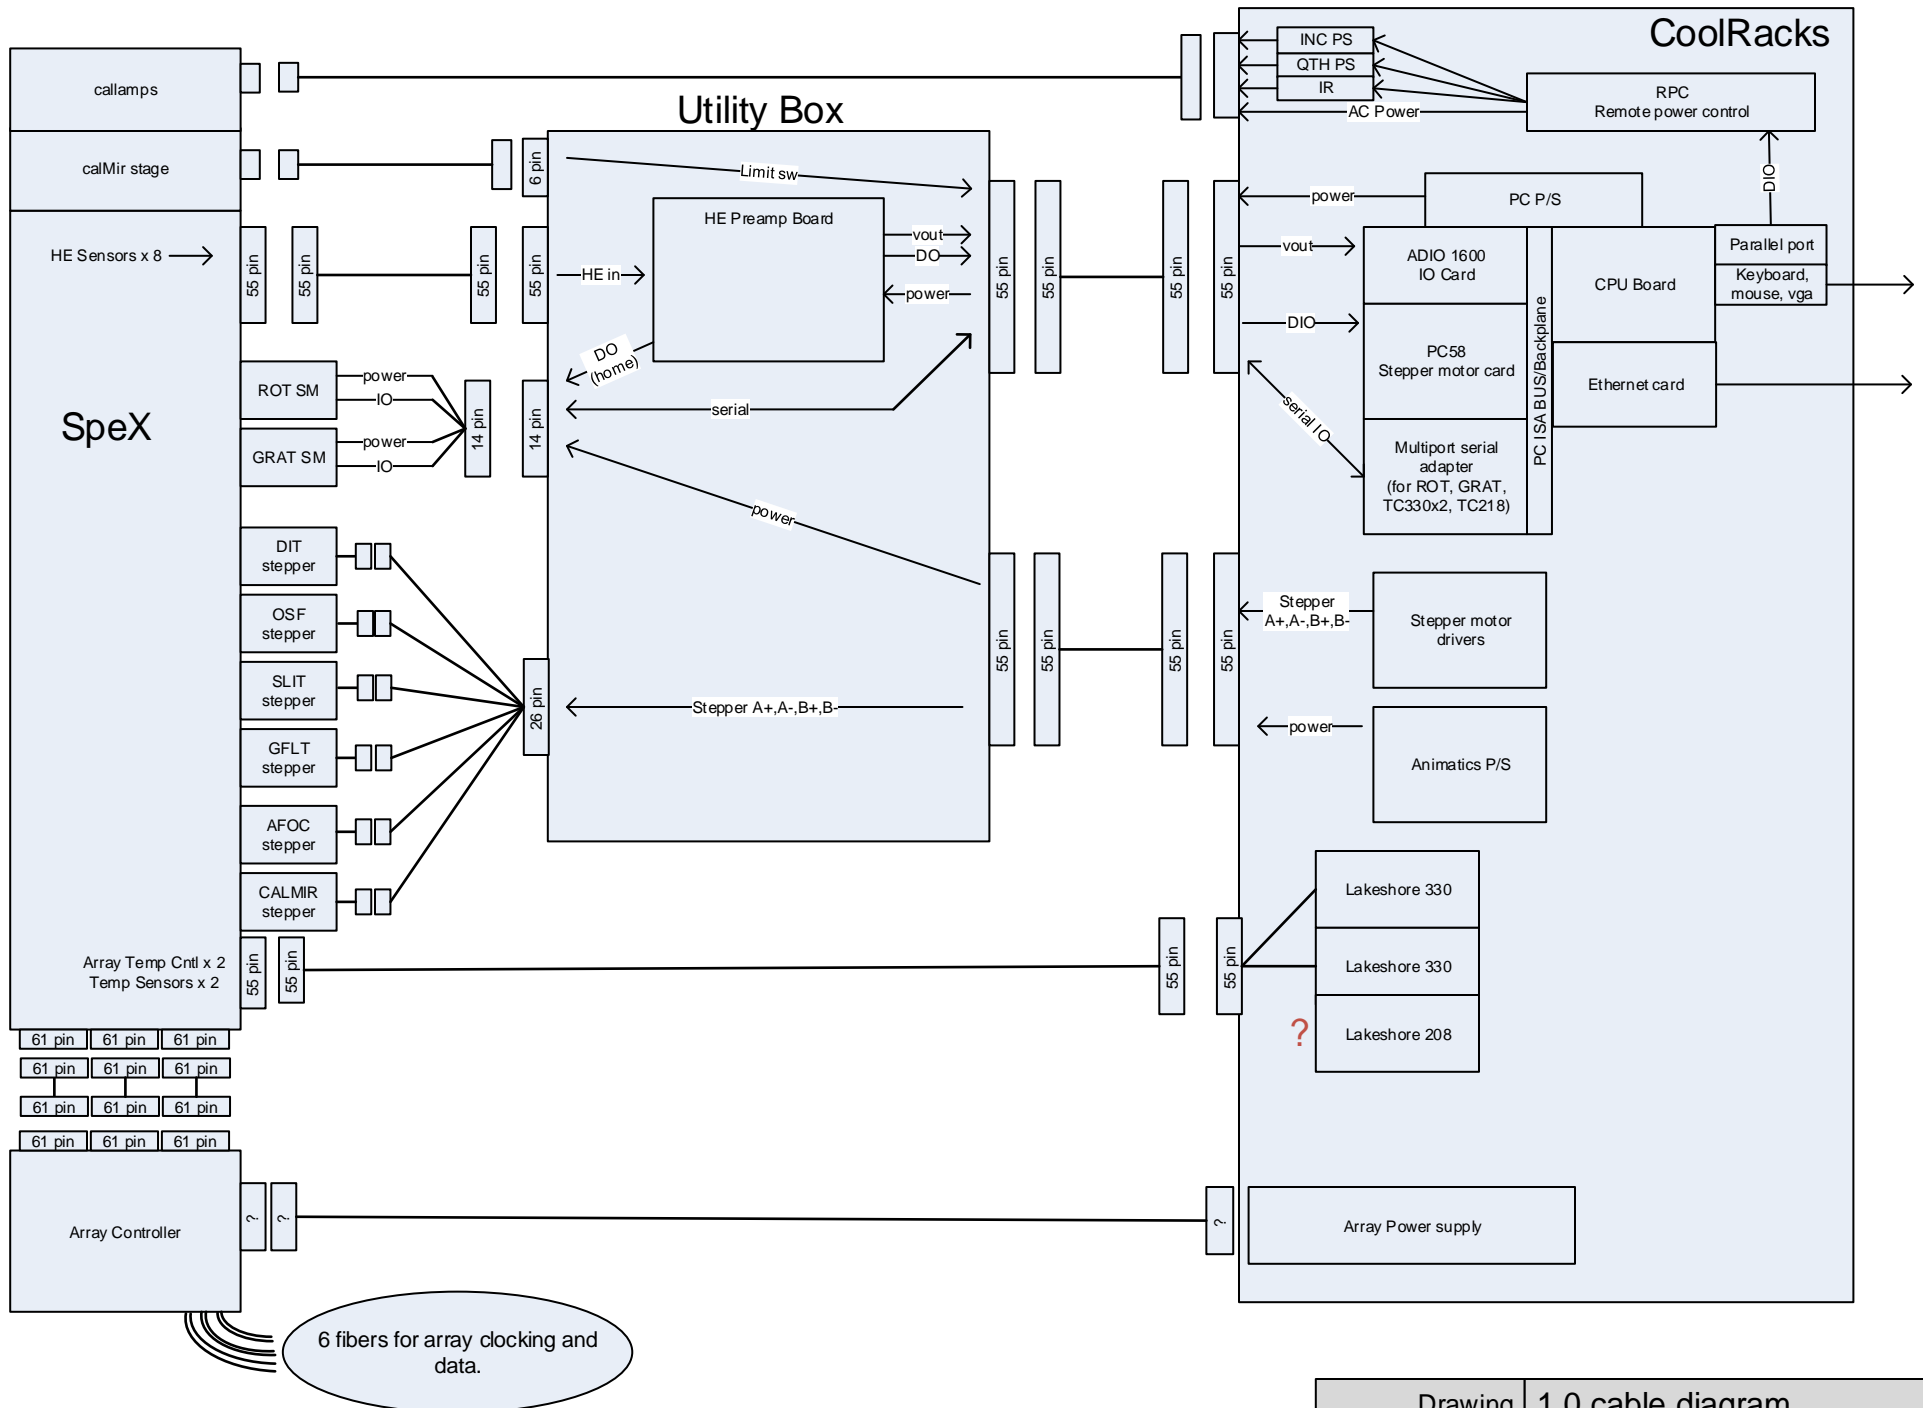 CoolRacks
INC PS
QTH PS
IR
AC Power
RPC
Remote power control
DIO
callamps
calMir stage
HE Sensors x 8
SpeX
55 pin
55 pin
55 pin
55 pin
Utility Box
6 pin
Limit sw
HE Preamp Board
vout
DO
power
HE in
DO
(home)
serial
power
14 pin
14 pin
ROT SM
power
IO
GRAT SM
power
IO
DIT
stepper
OSF
stepper
SLIT
stepper
GFLT
stepper
AFOC
stepper
CALMIR
stepper
26 pin
Stepper A+,A-,B+,B-
55 pin
55 pin
55 pin
55 pin
55 pin
55 pin
55 pin
55 pin
power
PC P/S
vout
ADIO 1600
IO Card
DIO
PC58
Stepper motor card
serial IO
Multiport serial
adapter
(for ROT, GRAT,
TC330x2, TC218)
PC ISA BUS/Backplane
CPU Board
Parallel port
Keyboard,
mouse, vga
Ethernet card
Stepper
A+,A-,B+,B-
Stepper motor
drivers
power
Animatics P/S
Array Temp Cntl x 2
Temp Sensors x 2
55 pin
55 pin
55 pin
55 pin
Lakeshore 330
Lakeshore 330
?
Lakeshore 208
61 pin 61 pin 61 pin
61 pin 61 pin 61 pin
61 pin 61 pin 61 pin
61 pin 61 pin 61 pin
Array Controller
?
?
?
Array Power supply
6 fibers for array clocking and
data.
Drawing 1.0 cable diagram